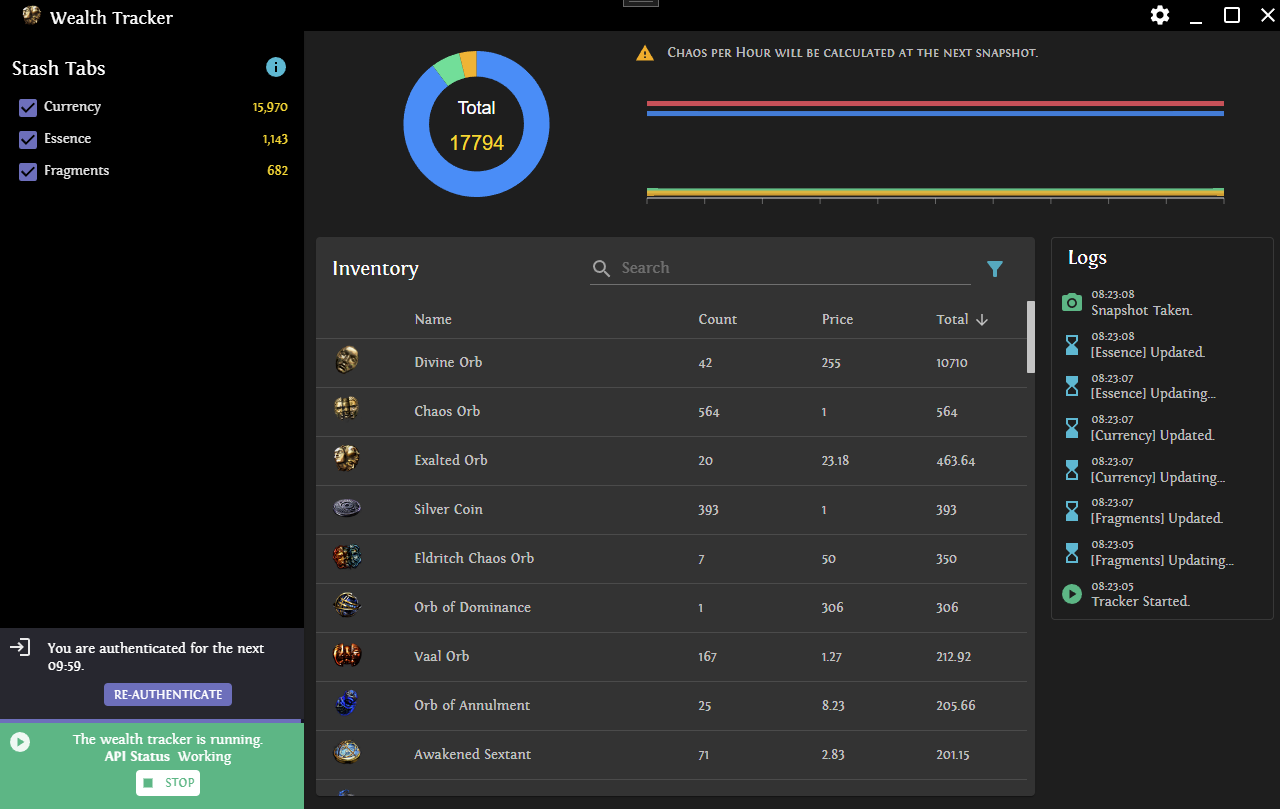 Wealth Tracker
Stash Tabs
Currency 15,970
Essence 1,143
Fragments 682
You are authenticated for the next
09:59.
RE-AUTHENTICATE
The wealth tracker is running.
API Status Working
STOP
Total
17794
Chaos per Hour will be calculated at the next snapshot.
Inventory
Search
Name Count Price Total
Divine Orb 42 255 10710
Chaos Orb 564 1 564
Exalted Orb 20 23.18 463.64
Silver Coin 393 1 393
Eldritch Chaos Orb 7 50 350
Orb of Dominance 1 306 306
Vaal Orb 167 1.27 212.92
Orb of Annulment 25 8.23 205.66
Awakened Sextant 71 2.83 201.15
Logs
08:23:08
Snapshot Taken.
08:23:08
[Essence] Updated.
08:23:07
[Essence] Updating...
08:23:07
[Currency] Updated.
08:23:07
[Currency] Updating...
08:23:07
[Fragments] Updated.
08:23:05
[Fragments] Updating...
08:23:05
Tracker Started.